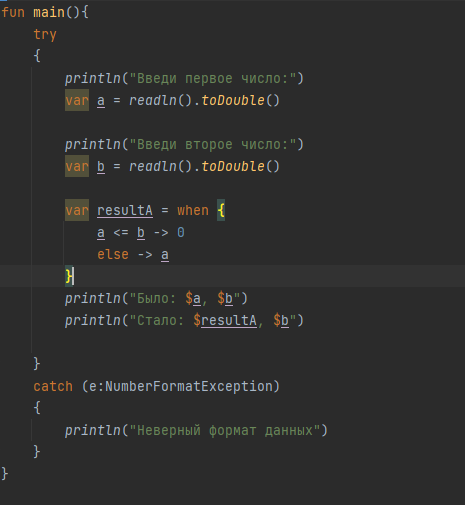 fun main(){
    try
    {
        println("Введи первое число:")
        var a = readln().toDouble()
        println("Введи второе число:")
        var b = readln().toDouble()
        var resultA = when {
            a <= b -> 0
            else -> a
        }
        println("Было: $a, $b")
        println("Стало: $resultA, $b")
    }
    catch (e:NumberFormatException)
    {
        println("Неверный формат данных")
    }
}